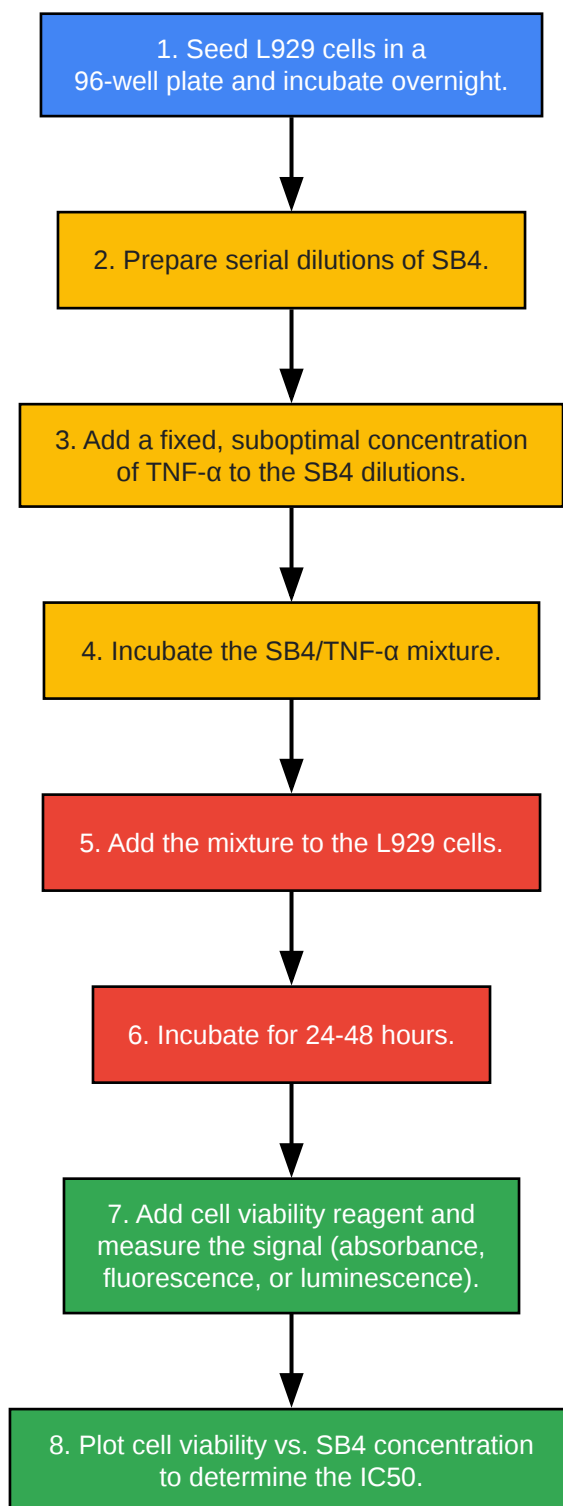 1. Seed L929 cells in a
96-well plate and incubate overnight.
2. Prepare serial dilutions of SB4.
3. Add a fixed, suboptimal concentration
of TNF-α to the SB4 dilutions.
4. Incubate the SB4/TNF-α mixture.
5. Add the mixture to the L929 cells.
6. Incubate for 24-48 hours.
7. Add cell viability reagent and
measure the signal (absorbance,
fluorescence, or luminescence).
8. Plot cell viability vs. SB4 concentration
to determine the IC50.